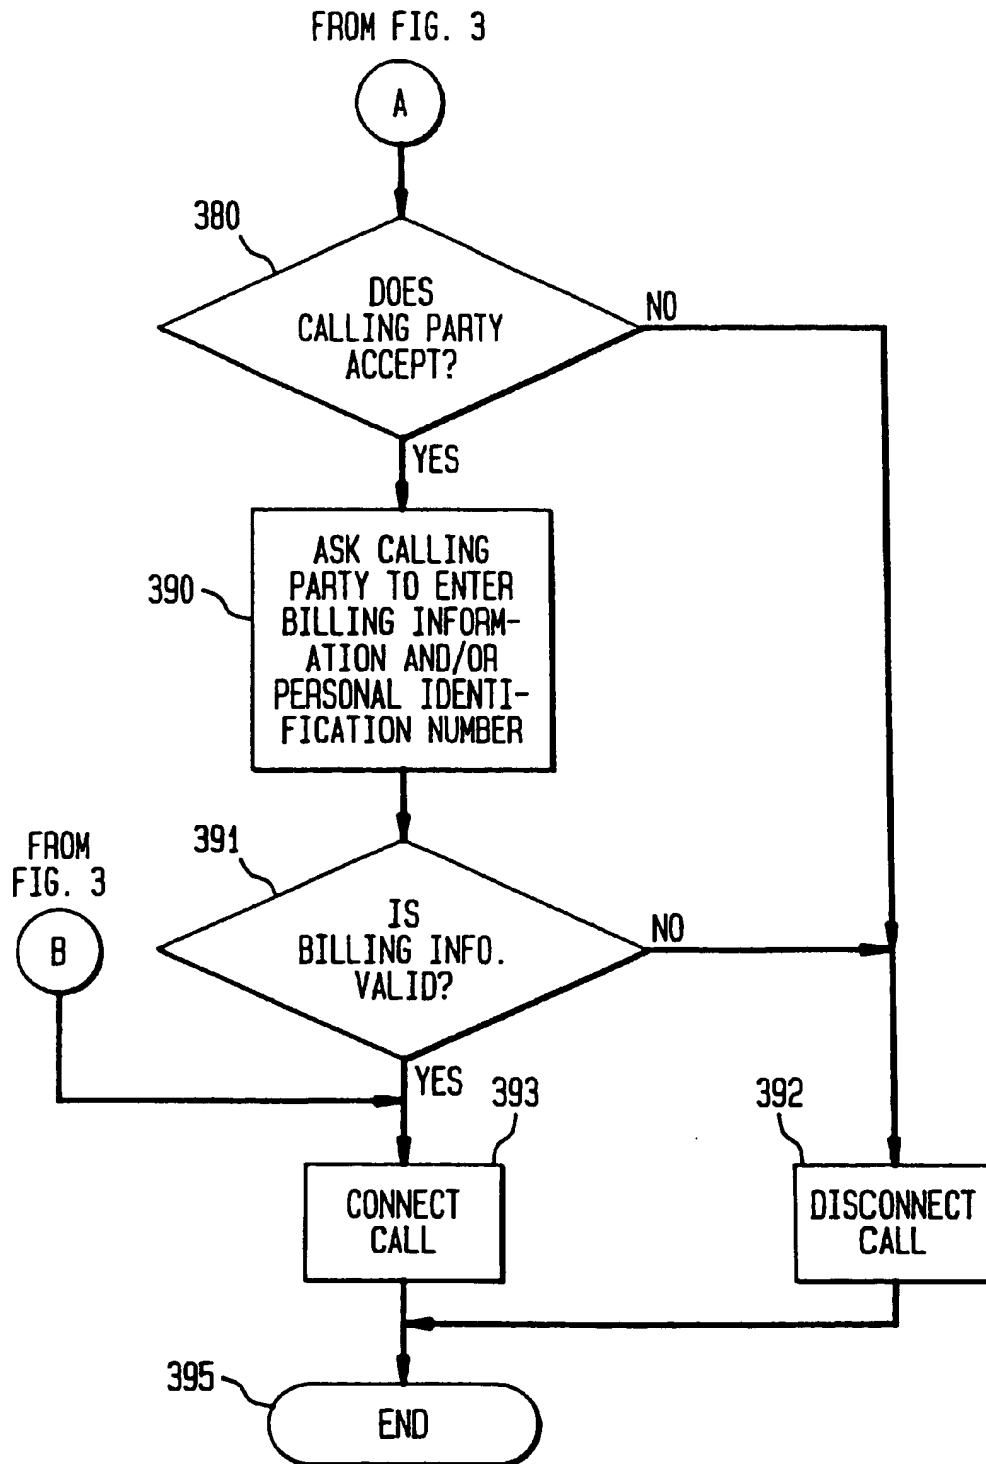 FROM FIG. 3
A
380
DOES
CALLING PARTY
ACCEPT?
NO
YES
390
ASK CALLING
PARTY TO ENTER
BILLING INFORM-
ATION AND/OR
PERSONAL IDENTI-
FICATION NUMBER
FROM
FIG. 3
B
391
IS
BILLING INFO.
VALID?
NO
YES
393
CONNECT
CALL
392
DISCONNECT
CALL
395
END